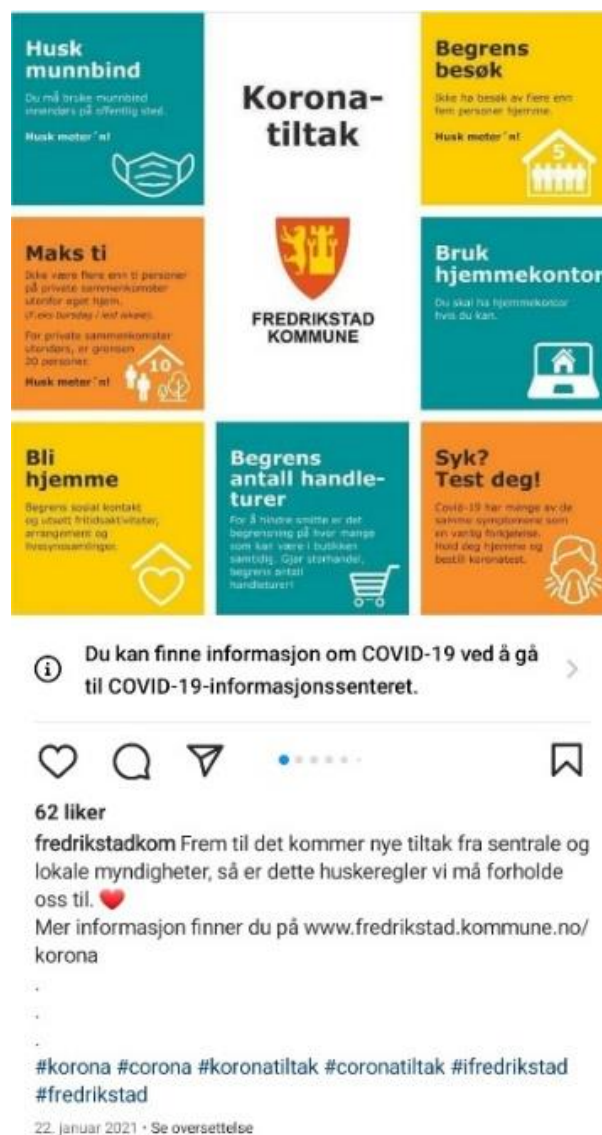 Husk
munnbind
Du må bruke munnbind
innendørs på offentlig sted.
Husk meter´n!
Korona-
tiltak
Begrens
besøk
Ikke ha besøk av flere enn
fem personer hjemme.
Husk meter´n!
5
Maks ti
Ikke være flere enn ti personer
på private sammenkomster
utenfor eget hjem.
(F.eks bursdag i leid lokale).
For private sammenkomster
utendørs, er grensen
20 personer.
Husk meter´n!
10
FREDRIKSTAD
KOMMUNE
Bruk
hjemmekontor
Du skal ha hjemmekontor
hvis du kan.
Bli
hjemme
Begrens sosial kontakt
og utsett fritidsaktiviteter,
arrangement og
livssynssamlinger.
Begrens
antall handle-
turer
For å hindre smitte er det
begrensning på hvor mange
som kan være i butikken
samtidig. Gjør storhandel,
begrens antall
handleturer!
Syk?
Test deg!
Covid-19 har mange av de
samme symptomene som
en vanlig forkjølelse.
Hold deg hjemme og
bestill koronatest.
Du kan finne informasjon om COVID-19 ved å gå
til COVID-19-informasjonssenteret.
62 liker
fredrikstadkom Frem til det kommer nye tiltak fra sentrale og
lokale myndigheter, så er dette huskeregler vi må forholde
oss til. ❤️
Mer informasjon finner du på www.fredrikstad.kommune.no/
korona
.
.
.
#korona #corona #koronatiltak #coronatiltak #ifredrikstad
#fredrikstad
22. januar 2021 · Se oversettelse